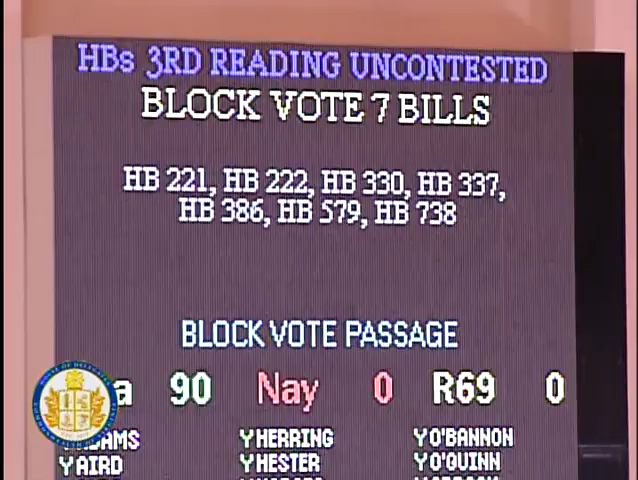 HBs 3RD READING UNCONTESTED
BLOCK VOTE 7 BILLS
HB 221, HB 222, HB 330, HB 337,
HB 386, HB 579, HB 738
BLOCK VOTE PASSAGE
90 Nay 0 R69 0
Y HERRING Y O'BANNON
Y AIRD Y HESTER Y O'QUINN